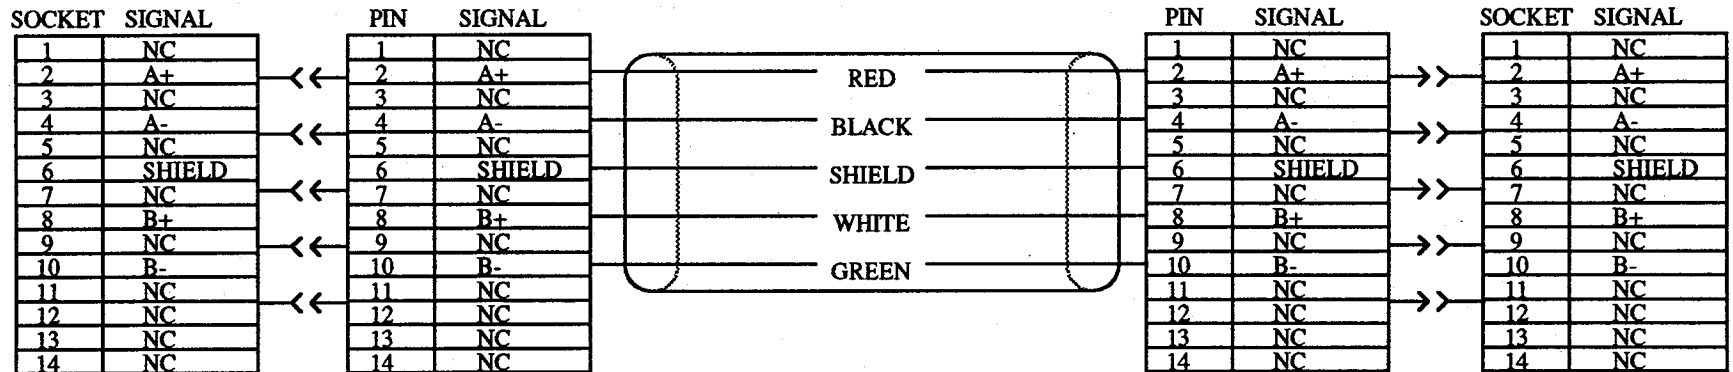 SOCKET SIGNAL PIN SIGNAL PIN SIGNAL SOCKET SIGNAL
1 NC 1 NC 1 NC 1 NC
2 A+ 2 A+ RED 2 A+ 2 A+
3 NC 3 NC 3 NC 3 NC
4 A- 4 A- BLACK 4 A- 4 A-
5 NC 5 NC 5 NC 5 NC
6 SHIELD 6 SHIELD SHIELD 6 SHIELD 6 SHIELD
7 NC 7 NC 7 NC 7 NC
8 B+ 8 B+ WHITE 8 B+ 8 B+
9 NC 9 NC 9 NC 9 NC
10 B- 10 B- GREEN 10 B- 10 B-
11 NC 11 NC 11 NC 11 NC
12 NC 12 NC 12 NC 12 NC
13 NC 13 NC 13 NC 13 NC
14 NC 14 NC 14 NC 14 NC